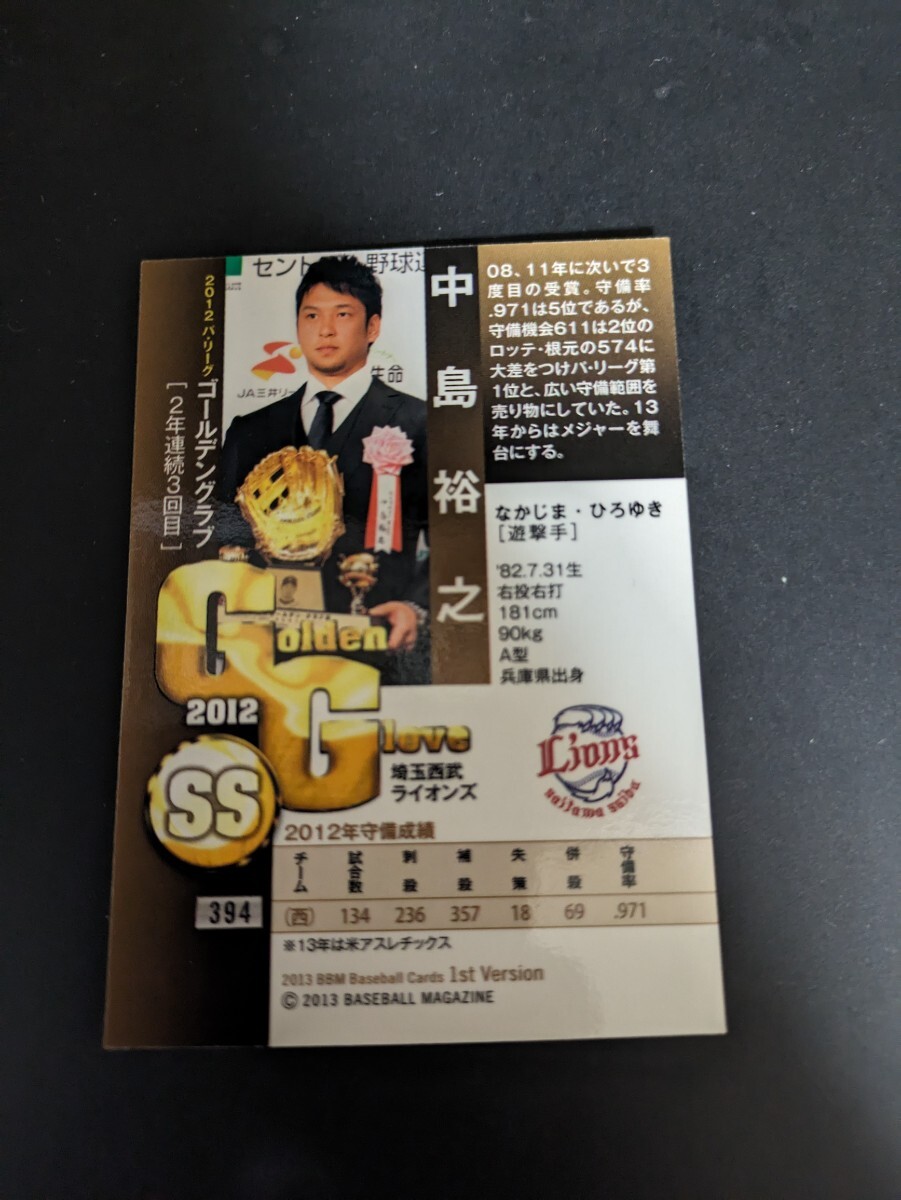 2012 パ・リーグ
ゴールデングラブ
[2年連続3回目]
セント
野球
JA三井リー
生命
中島裕之
08、11年に次いで3
度目の受賞。守備率
.971は5位であるが、
守備機会611は2位の
ロッテ・根元の574に
大差をつけパ・リーグ第
1位と、広い守備範囲を
売り物にしていた。13
年からはメジャーを舞
台にする。
なかじま・ひろゆき
[遊撃手]
'82.7.31生
右投右打
181cm
90kg
A型
兵庫県出身
Golden
2012
Glove
SS
埼玉西武
ライオンズ
Lions
saitama seibu
2012年守備成績
チーム 試合数 刺殺 補殺 失策 併殺 守備率
(西) 134 236 357 18 69 .971
394
※13年は米アスレチックス
2013 BBM Baseball Cards 1st Version
© 2013 BASEBALL MAGAZINE